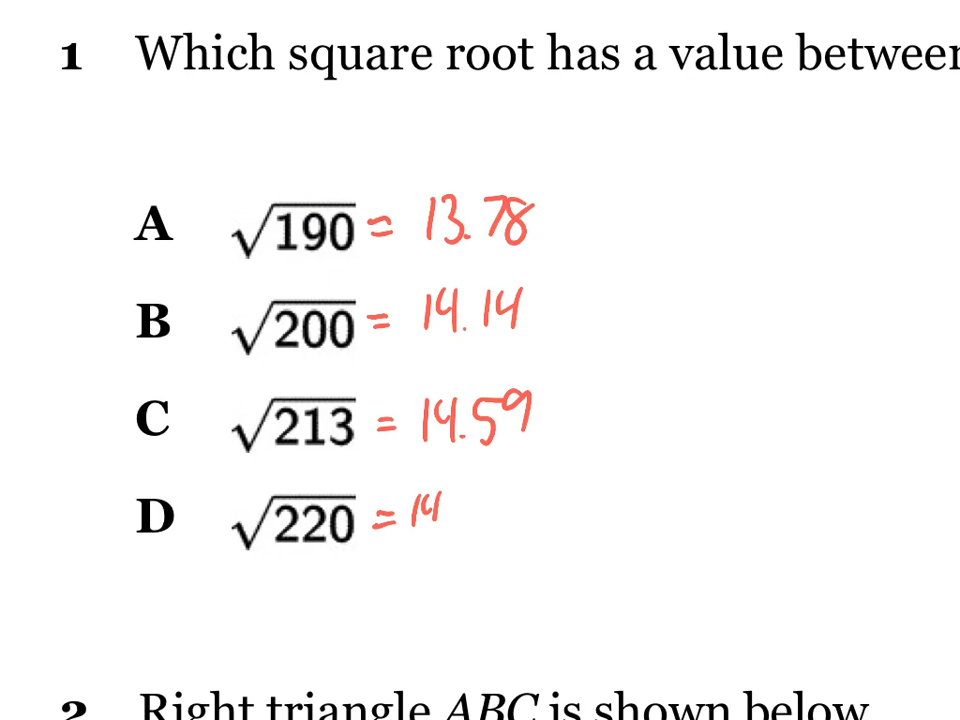 1 Which square root has a value between
A √190 = 13.78
B √200 = 14.14
C √213 = 14.59
D √220 = 14
2 Right triangle ABC is shown below